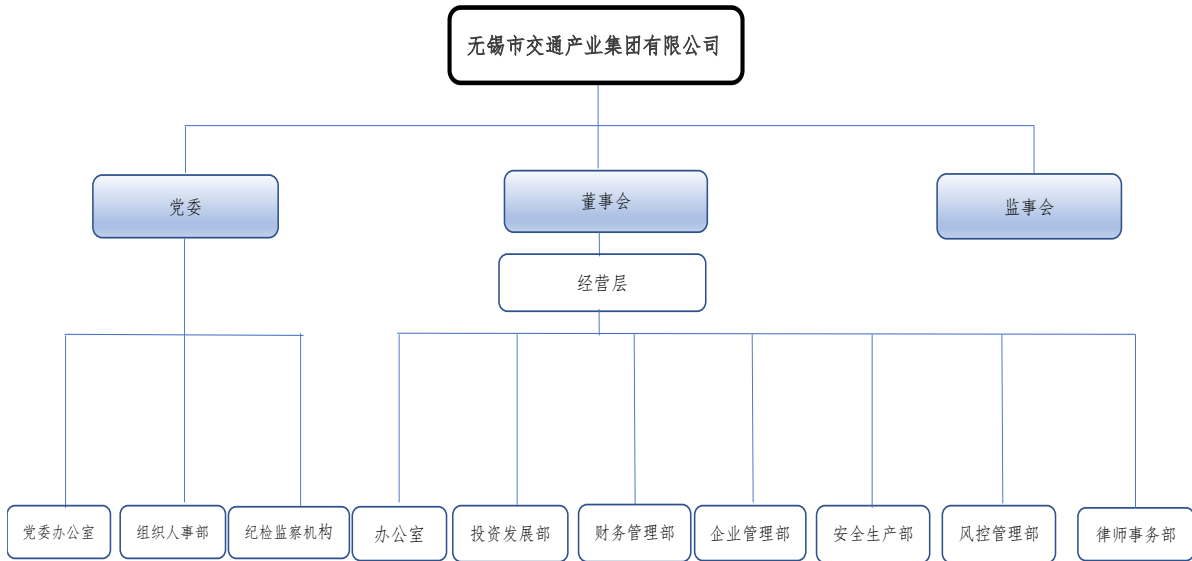 无锡市交通产业集团有限公司
党委
董事会
监事会
经营层
党委办公室
组织人事部
纪检监察机构
办公室
投资发展部
财务管理部
企业管理部
安全生产部
风控管理部
律师事务部